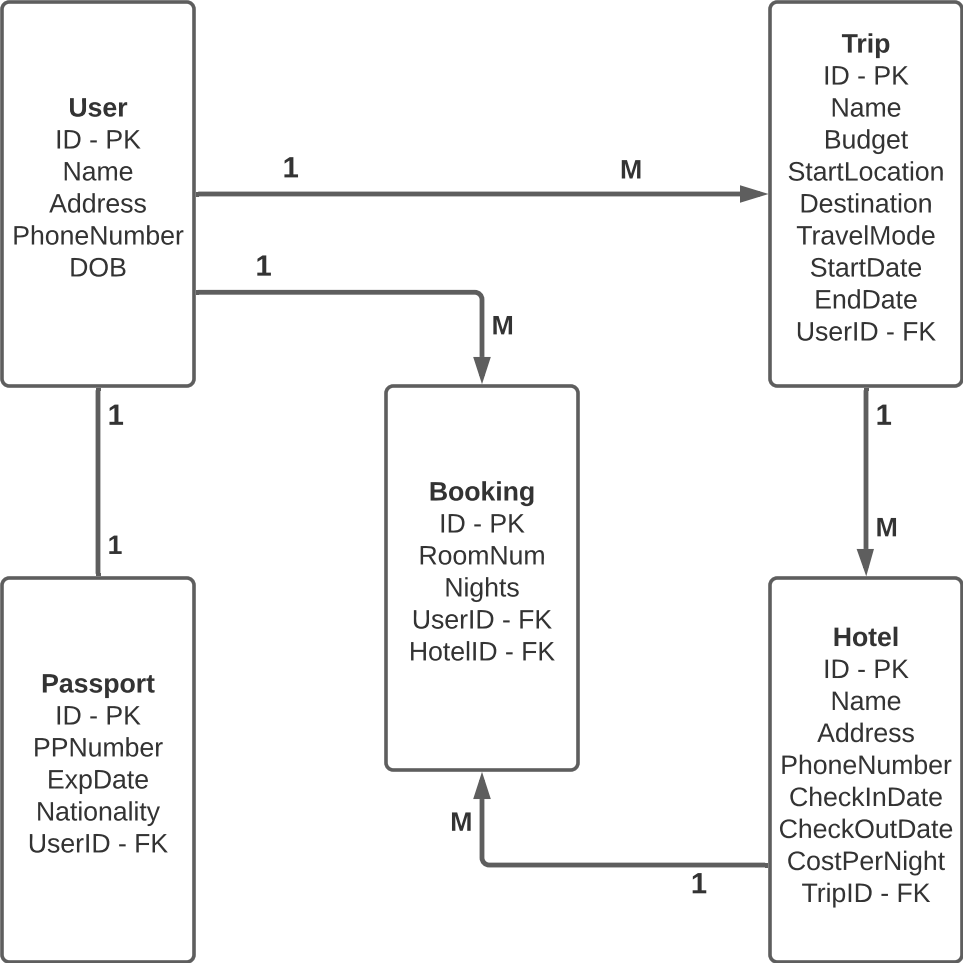 User
ID - PK
Name
Address
PhoneNumber
DOB
1
M
Trip
ID - PK
Name
Budget
StartLocation
Destination
TravelMode
StartDate
EndDate
UserID - FK
1
M
1
1
Passport
ID - PK
PPNumber
ExpDate
Nationality
UserID - FK
Booking
ID - PK
RoomNum
Nights
UserID - FK
HotelID - FK
1
M
Hotel
ID - PK
Name
Address
PhoneNumber
CheckInDate
CheckOutDate
CostPerNight
TripID - FK
M
1